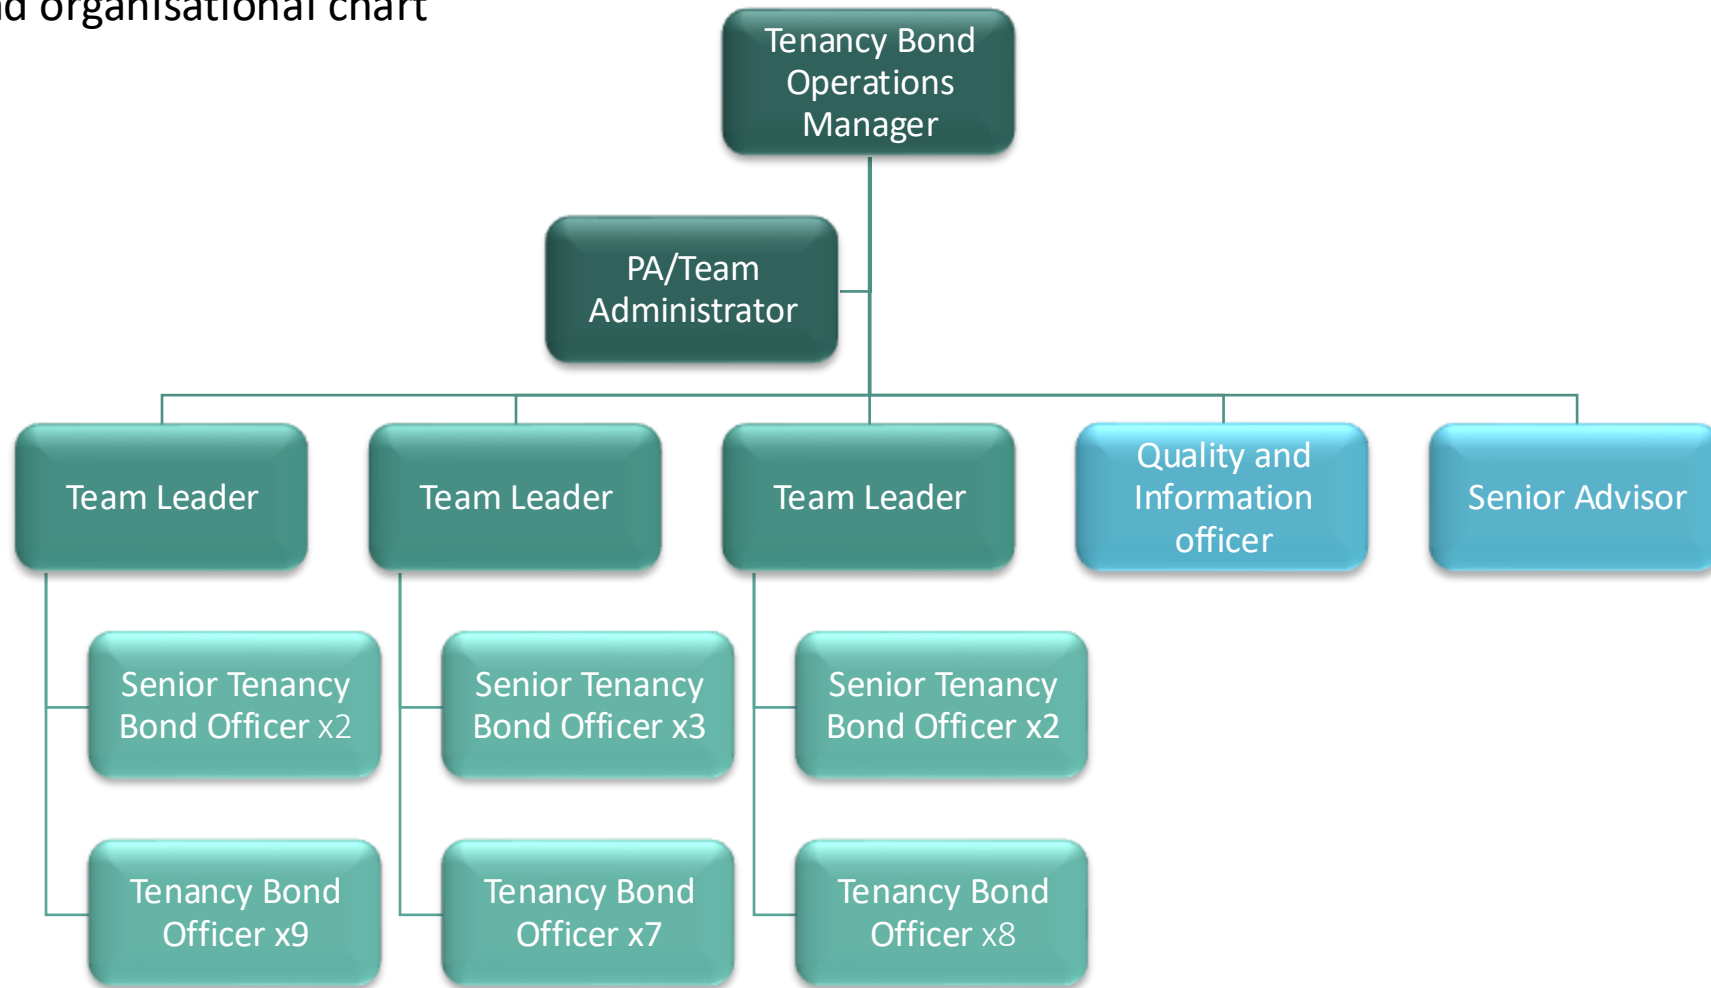 organisational chart
Tenancy Bond
Operations
Manager
PA/Team
Administrator
Team Leader
Team Leader
Team Leader
Quality and
Information
officer
Senior Advisor
Senior Tenancy
Bond Officer x2
Senior Tenancy
Bond Officer x3
Senior Tenancy
Bond Officer x2
Tenancy Bond
Officer x9
Tenancy Bond
Officer x7
Tenancy Bond
Officer x8